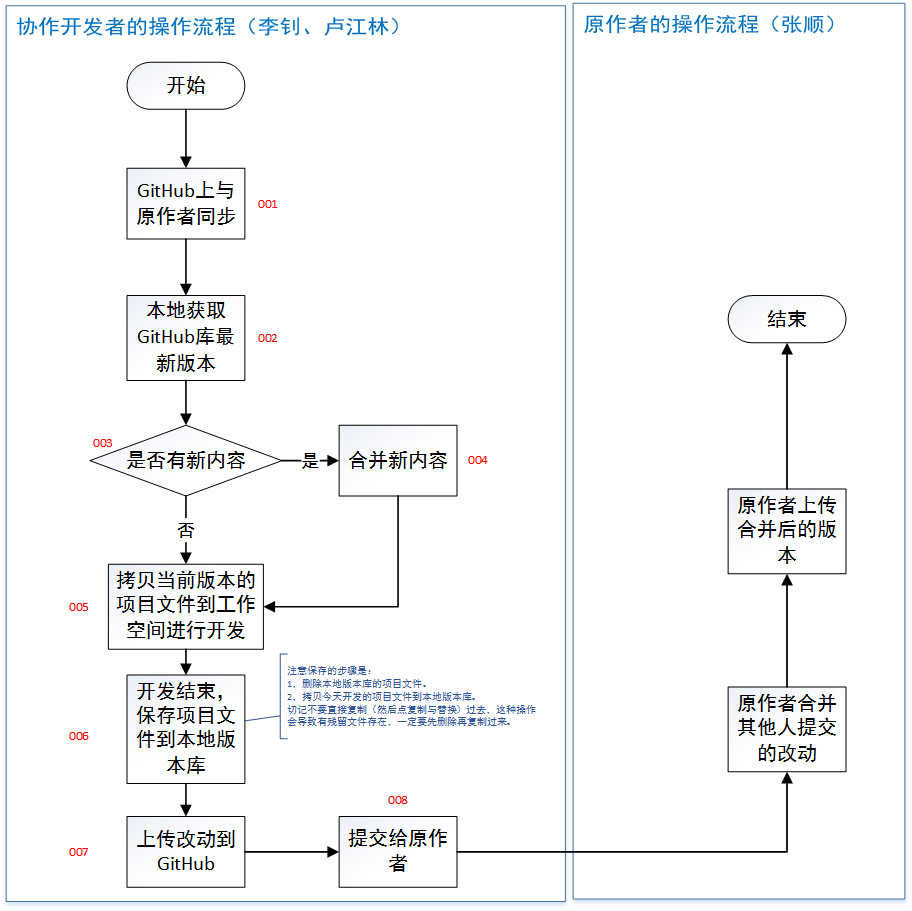 协作开发者的操作流程（李钊、卢江林）
开始
GitHub上与
原作者同步
001
本地获取
GitHub库最
新版本
002
003
是否有新内容
是
合并新内容
004
否
拷贝当前版本的
项目文件到工作
空间进行开发
005
开发结束，
保存项目文
件到本地版
本库
006
注意保存的步骤是：
1、删除本地版本库的项目文件。
2、拷贝今天开发的项目文件到本地版本库。
切记不要直接复制（然后点复制与替换）过去，这种操作
会导致有残留文件存在，一定要先删除再复制过来。
上传改动到
GitHub
007
008
提交给原作
者
原作者的操作流程（张顺）
结束
原作者上传
合并后的版
本
原作者合并
其他人提交
的改动